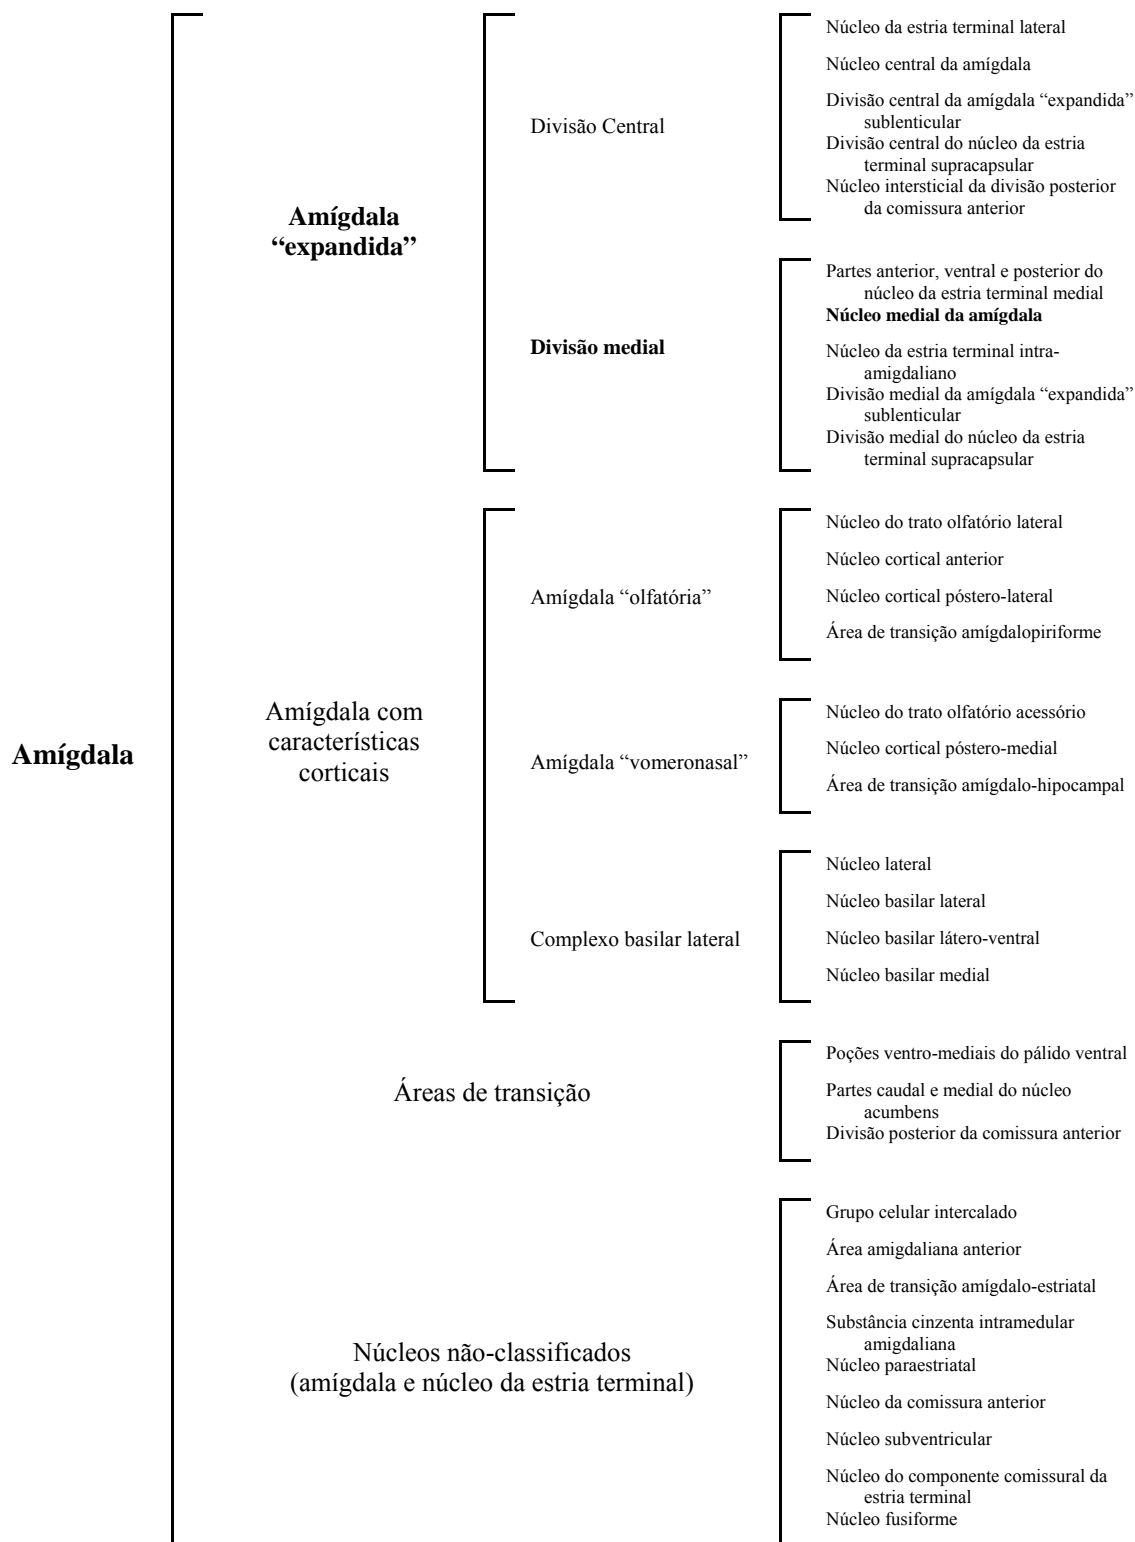 Amígdala
Amígdala
“expandida”
Divisão Central
Núcleo da estria terminal lateral
Núcleo central da amígdala
Divisão central da amígdala “expandida”
sublenticular
Divisão central do núcleo da estria
terminal supracapsular
Núcleo intersticial da divisão posterior
da comissura anterior
Divisão medial
Partes anterior, ventral e posterior do
núcleo da estria terminal medial
Núcleo medial da amígdala
Núcleo da estria terminal intra-
amigdaliano
Divisão medial da amígdala “expandida”
sublenticular
Divisão medial do núcleo da estria
terminal supracapsular
Amígdala com
características
corticais
Amígdala “olfatória”
Núcleo do trato olfatório lateral
Núcleo cortical anterior
Núcleo cortical póstero-lateral
Área de transição amígdalopiriforme
Amígdala “vomeronasal”
Núcleo do trato olfatório acessório
Núcleo cortical póstero-medial
Área de transição amígdalo-hipocampal
Complexo basilar lateral
Núcleo lateral
Núcleo basilar lateral
Núcleo basilar látero-ventral
Núcleo basilar medial
Áreas de transição
Poções ventro-mediais do pálido ventral
Partes caudal e medial do núcleo
acumbens
Divisão posterior da comissura anterior
Núcleos não-classificados
(amígdala e núcleo da estria terminal)
Grupo celular intercalado
Área amigdaliana anterior
Área de transição amígdalo-estriatal
Substância cinzenta intramedular
amigdaliana
Núcleo paraestriatal
Núcleo da comissura anterior
Núcleo subventricular
Núcleo do componente comissural da
estria terminal
Núcleo fusiforme